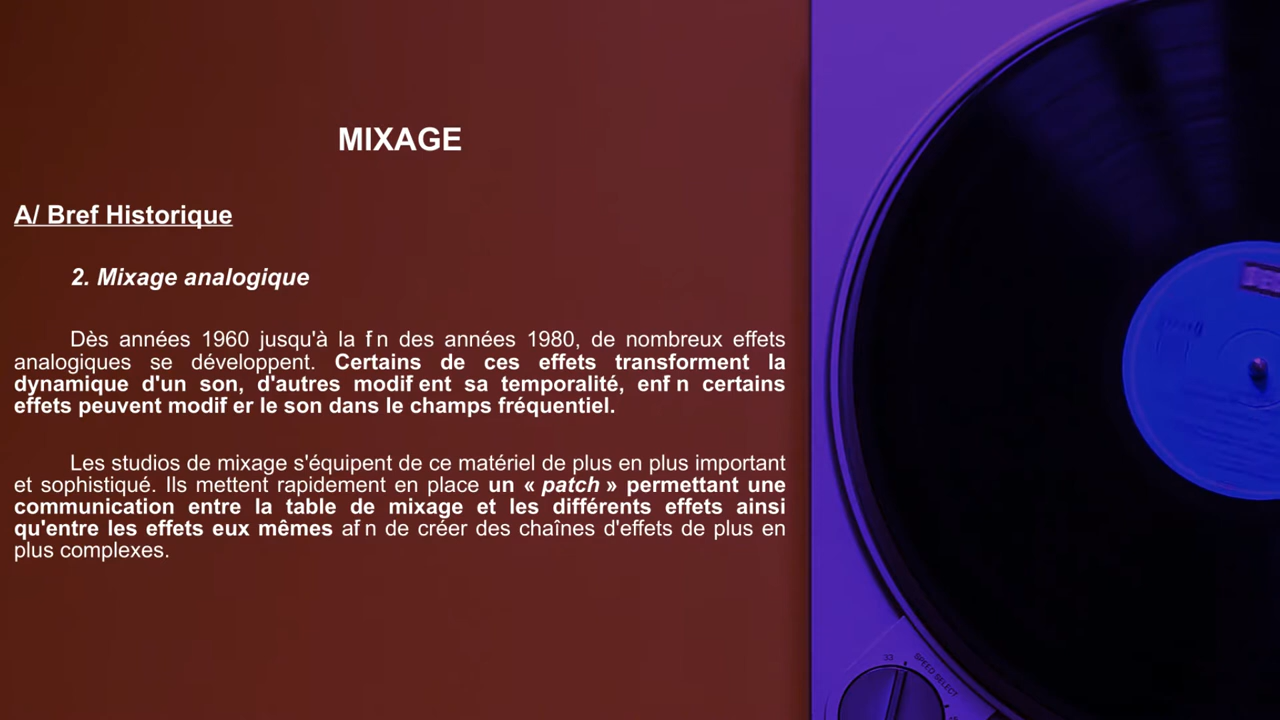 MIXAGE
A/ Bref Historique
2. Mixage analogique
Dès années 1960 jusqu'à la f n des années 1980, de nombreux effets
analogiques se développent. Certains de ces effets transforment la
dynamique d'un son, d'autres modif ent sa temporalité, enf n certains
effets peuvent modif er le son dans le champs fréquentiel.
Les studios de mixage s'équipent de ce matériel de plus en plus important
et sophistiqué. Ils mettent rapidement en place un « patch » permettant une
communication entre la table de mixage et les différents effets ainsi
qu'entre les effets eux mêmes af n de créer des chaînes d'effets de plus en
plus complexes.
33
SPEED SELECT